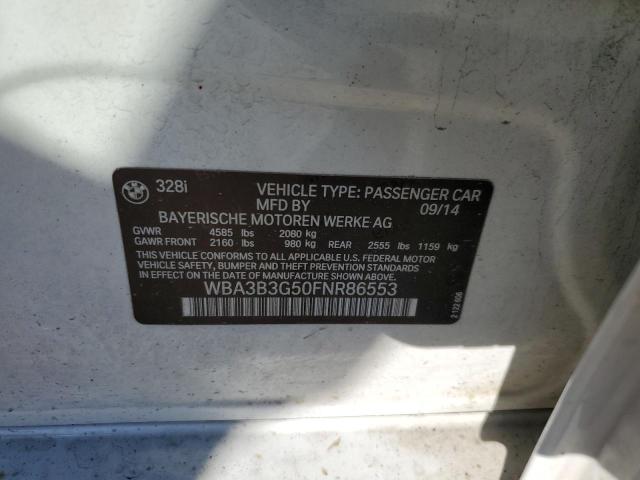 328i VEHICLE TYPE: PASSENGER CAR
MFD BY 09/14
BAYERISCHE MOTOREN WERKE AG
GVWR 4585 lbs 2080 kg
GAWR FRONT 2160 lbs 980 kg REAR 2555 lbs 1159 kg
THIS VEHICLE CONFORMS TO ALL APPLICABLE U.S. FEDERAL MOTOR
VEHICLE SAFETY, BUMPER AND THEFT PREVENTION STANDARDS IN
EFFECT ON THE DATE OF MANUFACTURE SHOWN ABOVE.
WBA3B3G50FNR86553